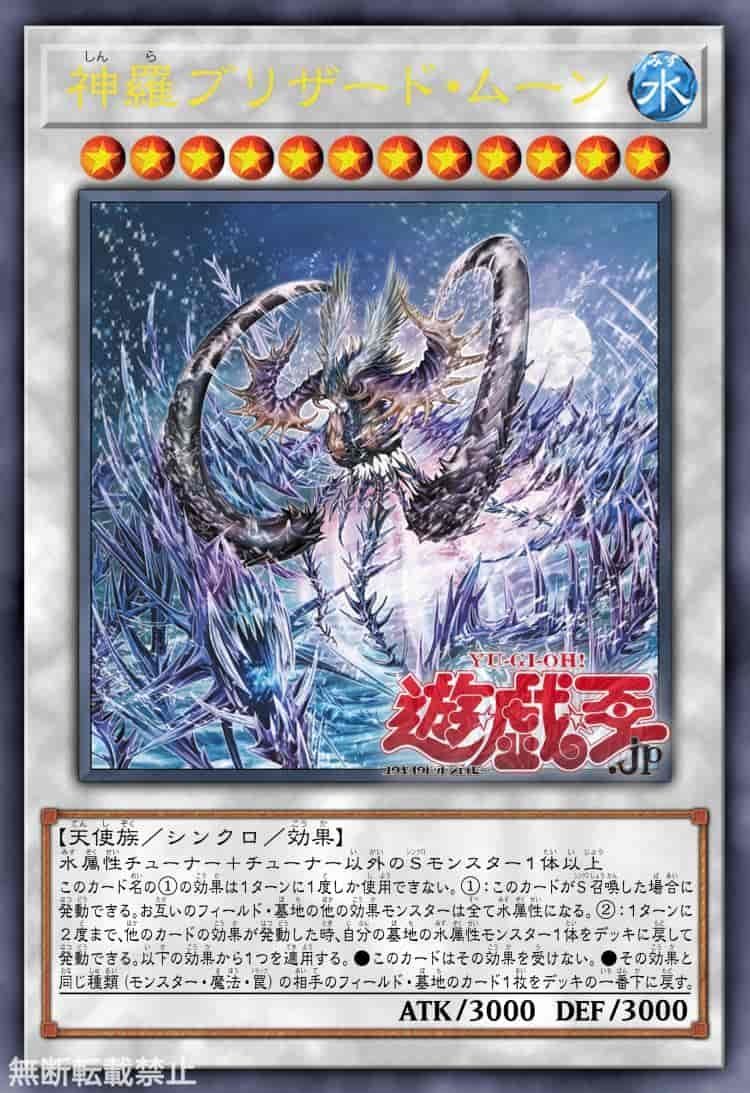 しん ら
神羅ブリザード・ムーン
みず
水
YU-GI-OH!
遊戯王
.jp
【天使族／シンクロ／効果】
水属性チューナー＋チューナー以外のＳモンスター１体以上
このカード名の①の効果は１ターンに１度しか使用できない。①：このカードがＳ召喚した場合に
発動できる。お互いのフィールド・墓地の他の効果モンスターは全て水属性になる。②：１ターンに
２度まで、他のカードの効果が発動した時、自分の墓地の水属性モンスター１体をデッキに戻して
発動できる。以下の効果から１つを適用する。●このカードはその効果を受けない。●その効果と
同じ種類（モンスター・魔法・罠）の相手のフィールド・墓地のカード１枚をデッキの一番下に戻す。
ATK/3000 DEF/3000
無断転載禁止